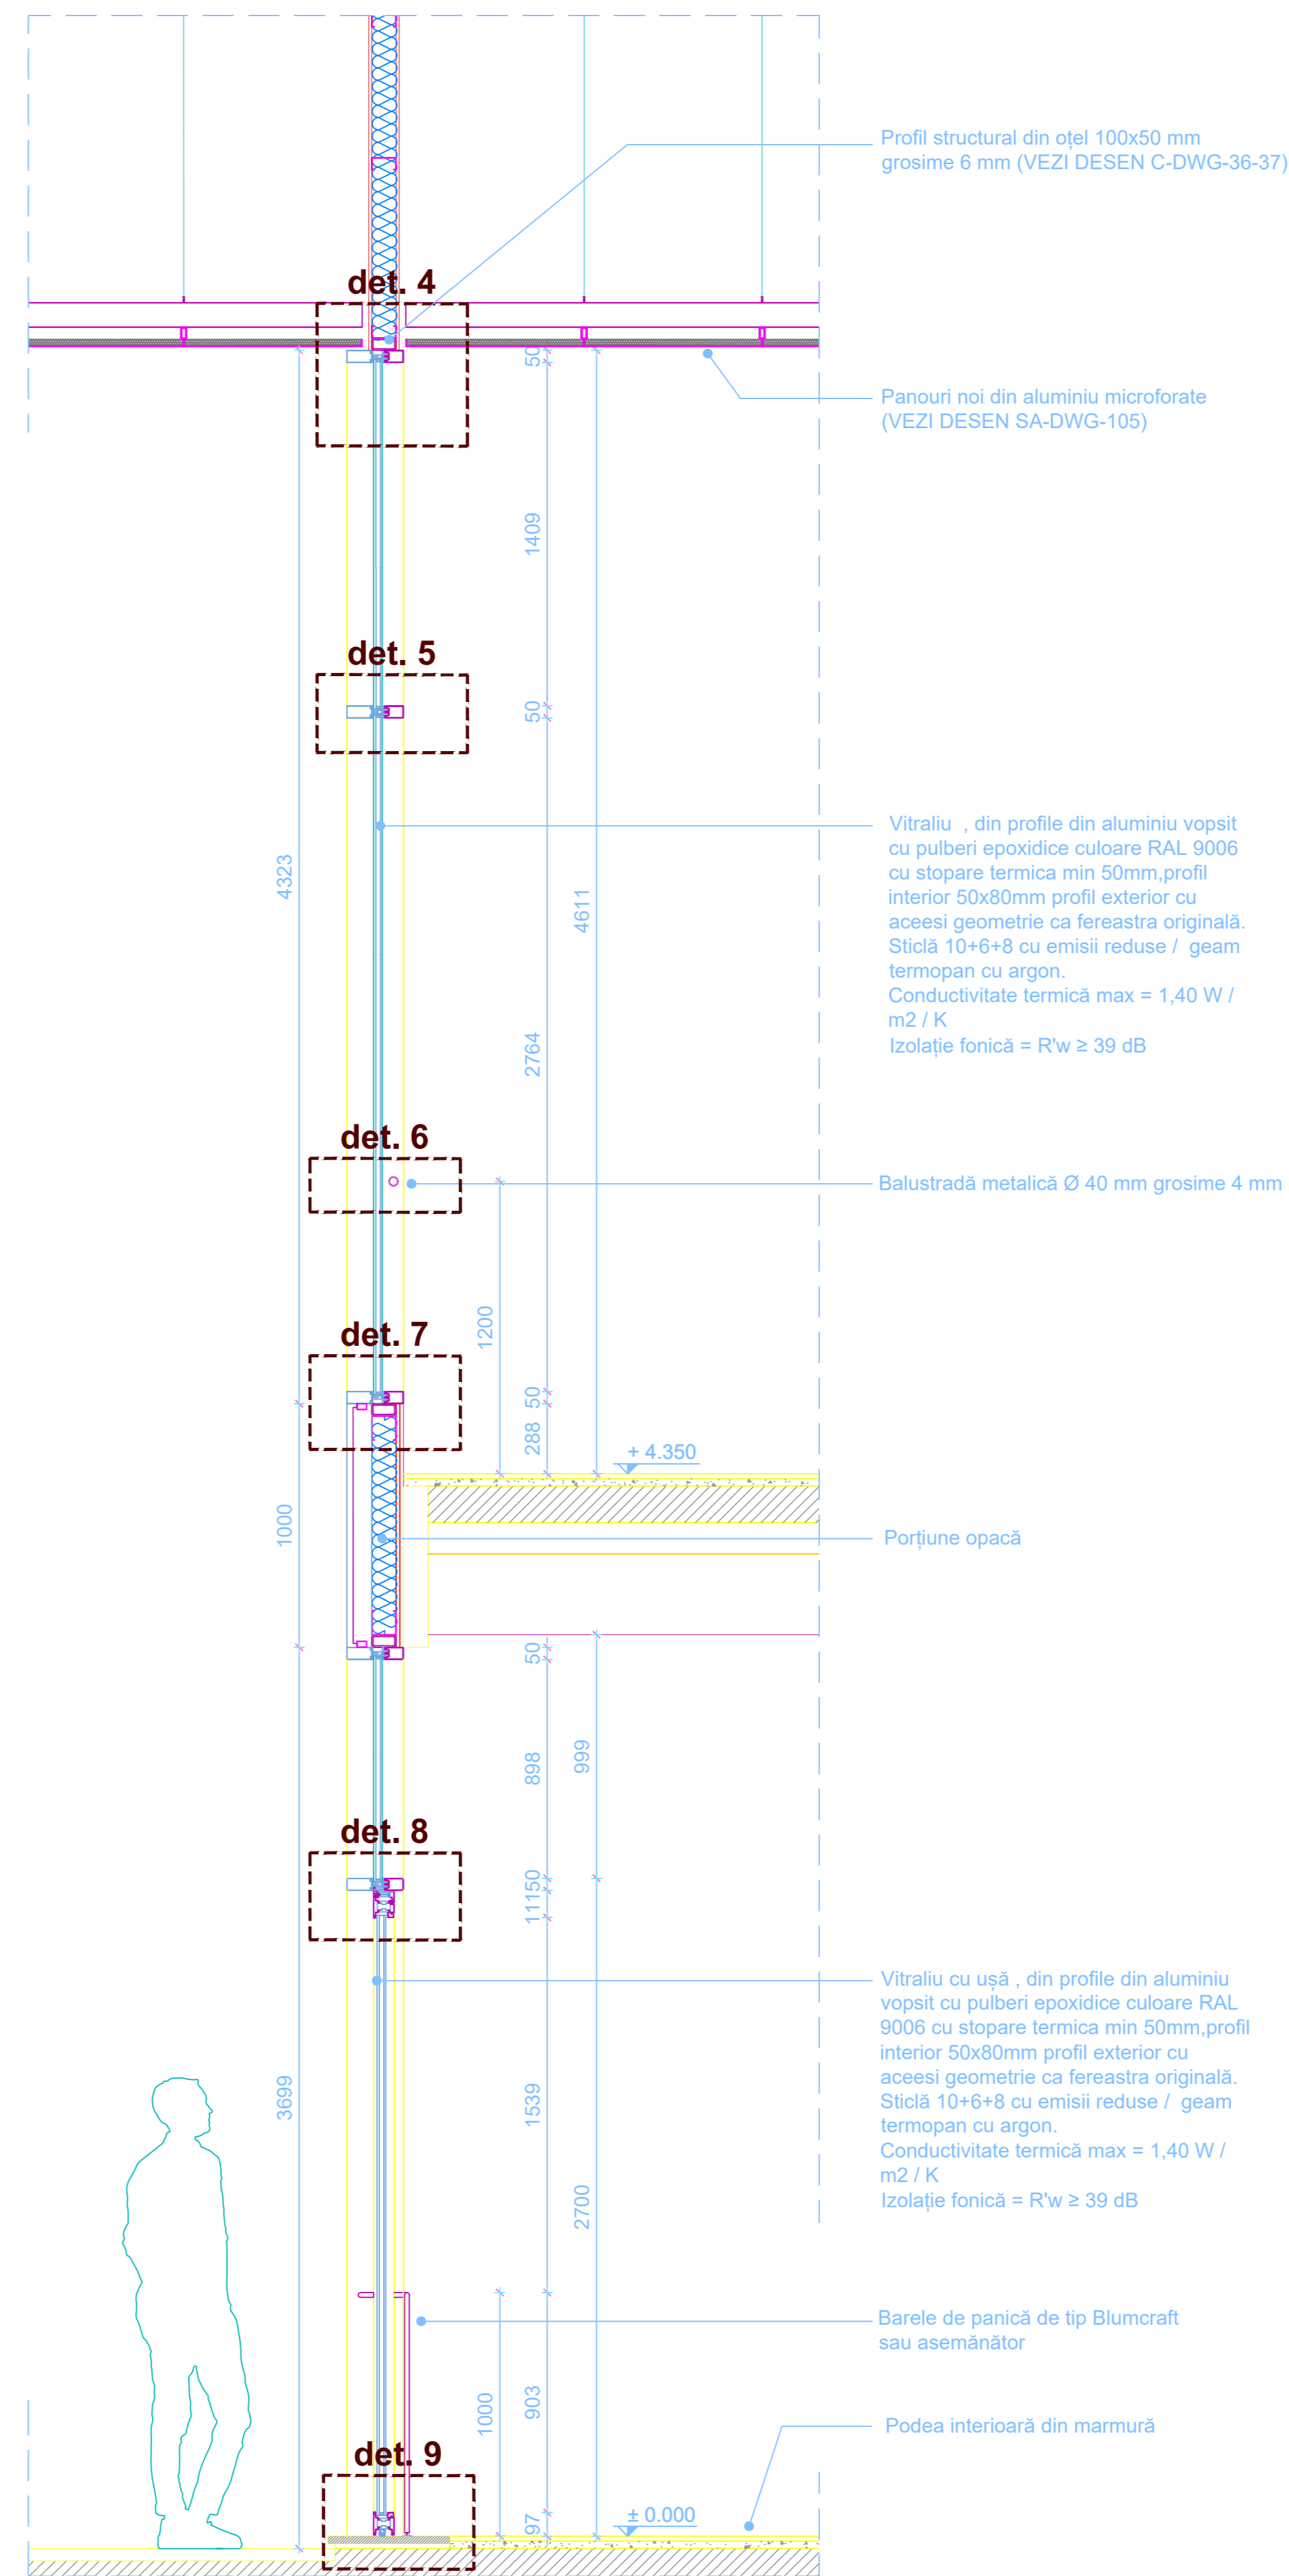 Profil structural din oțel 100x50 mm
grosime 6 mm (VEZI DESEN C-DWG-36-37)
det. 4
50
Panouri noi din aluminiu microforate
(VEZI DESEN SA-DWG-105)
1409
det. 5
50
Vitraliu , din profile din aluminiu vopsit
cu pulberi epoxidice culoare RAL 9006
cu stopare termica min 50mm,profil
interior 50x80mm profil exterior cu
aceesi geometrie ca fereastra originală.
Sticlă 10+6+8 cu emisii reduse / geam
termopan cu argon.
Conductivitate termică max = 1,40 W /
m2 / K
Izolație fonică = R'w ≥ 39 dB
4323
4611
2764
det. 6
Balustradă metalică Ø 40 mm grosime 4 mm
1200
det. 7
50
288
+ 4.350
1000
Porțiune opacă
50
898
999
det. 8
11150
Vitraliu cu ușă , din profile din aluminiu
vopsit cu pulberi epoxidice culoare RAL
9006 cu stopare termica min 50mm,profil
interior 50x80mm profil exterior cu
aceesi geometrie ca fereastra originală.
Sticlă 10+6+8 cu emisii reduse / geam
termopan cu argon.
Conductivitate termică max = 1,40 W /
m2 / K
Izolație fonică = R'w ≥ 39 dB
3699
1539
2700
Barele de panică de tip Blumcraft
sau asemănător
1000
903
Podea interioară din marmură
det. 9
97
± 0.000